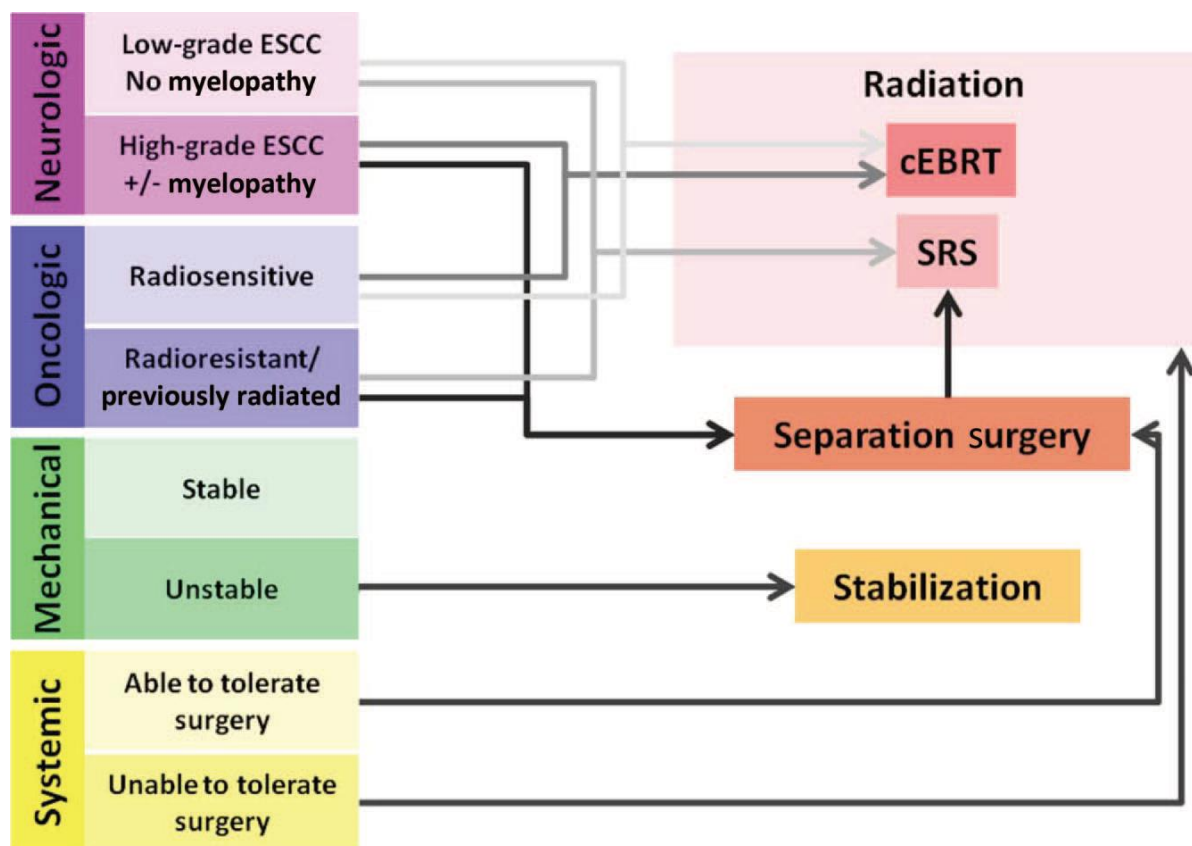 Neurologic
Low-grade ESCC
No myelopathy
High-grade ESCC
+/- myelopathy
Oncologic
Radiosensitive
Radioresistant/
previously radiated
Mechanical
Stable
Unstable
Systemic
Able to tolerate
surgery
Unable to tolerate
surgery
Radiation
cEBRT
SRS
Separation surgery
Stabilization